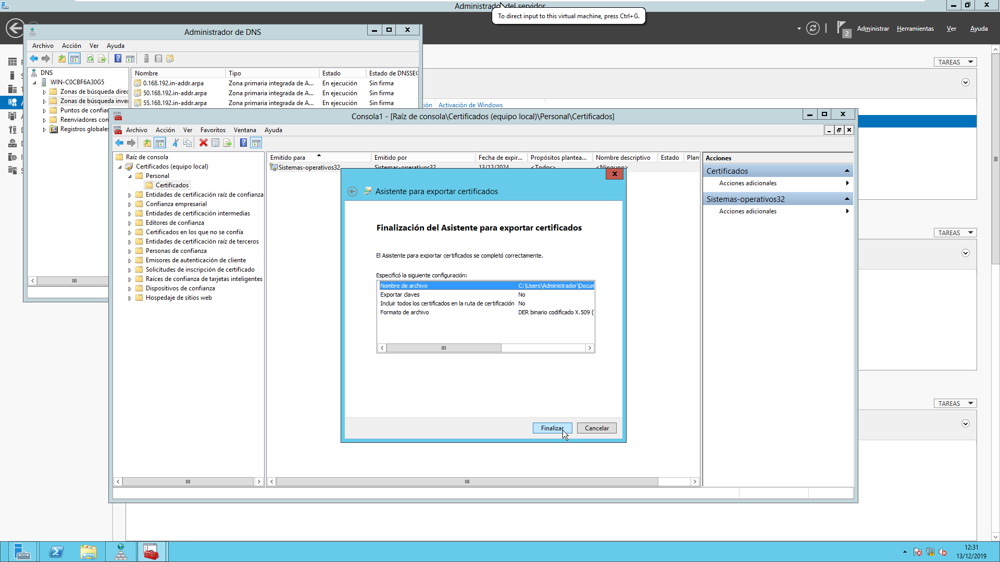 Administrador del servidor
To direct input to this virtual machine, press Ctrl+G.
2
Administrar
Herramientas
Ver
Ayuda
Administrador de DNS
Archivo
Acción
Ver
Ayuda
DNS
WIN-C0CBF6A30G5
Zonas de búsqueda direc
Zonas de búsqueda inver
Puntos de confiar
Reenviadores con
Registros globales
Nombre
Tipo
Estado
Estado de DNSSEC
0.168.192.in-addr.arpa
Zona primaria integrada de A...
En ejecución
Sin firma
50.168.192.in-addr.arpa
Zona primaria integrada de A...
En ejecución
Sin firma
55.168.192.in-addr.arpa
Zona primaria integrada de A...
En ejecución
Sin firma
TAREAS
ción
Activación de Windows
Consola1 - [Raíz de consola\Certificados (equipo local)\Personal\Certificados]
Archivo
Acción
Ver
Favoritos
Ventana
Ayuda
Raíz de consola
Certificados (equipo local)
Personal
Certificados
Entidades de certificación raíz de confianza
Confianza empresarial
Entidades de certificación intermedias
Editores de confianza
Certificados en los que no se confía
Entidades de certificación raíz de terceros
Personas de confianza
Emisores de autenticación de cliente
Solicitudes de inscripción de certificado
Raíces de confianza de tarjetas inteligentes
Dispositivos de confianza
Hospedaje de sitios web
Emitido para
Emitido por
Fecha de expir...
Propósitos plantea...
Nombre descriptivo
Estado
Plan
Sistemas-operativos32
Sistemas-operativos32
13/12/2024
<Todos>
<Ninguno>
Acciones
Certificados
Acciones adicionales
Sistemas-operativos32
Acciones adicionales
Asistente para exportar certificados
Finalización del Asistente para exportar certificados
El Asistente para exportar certificados se completó correctamente.
Especificó la siguiente configuración:
Nombre de archivo
C:\Users\Administrador\Docum
Exportar claves
No
Incluir todos los certificados en la ruta de certificación
No
Formato de archivo
DER binario codificado X.509 (
Finalizar
Cancelar
TAREAS
TAREAS
12:31
13/12/2019